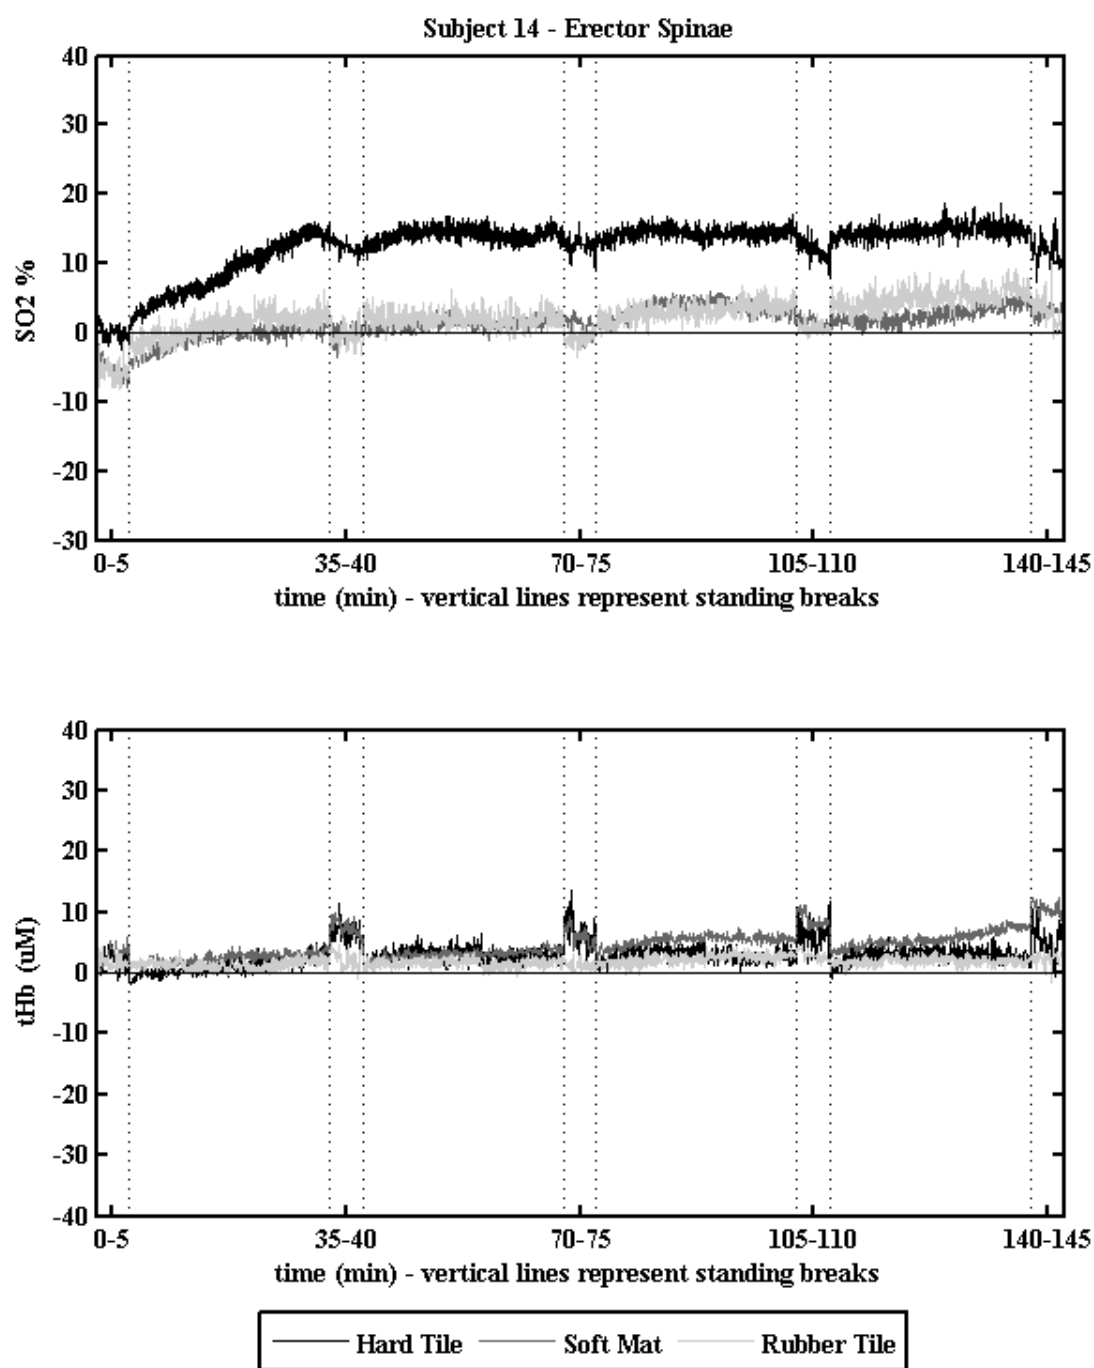 Subject 14 - Erector Spinae
40
30
20
10
0
-10
-20
-30
SO2 %
0-5 35-40 70-75 105-110 140-145
time (min) - vertical lines represent standing breaks
40
30
20
10
0
-10
-20
-30
-40
tHb (uM)
0-5 35-40 70-75 105-110 140-145
time (min) - vertical lines represent standing breaks
Hard Tile Soft Mat Rubber Tile